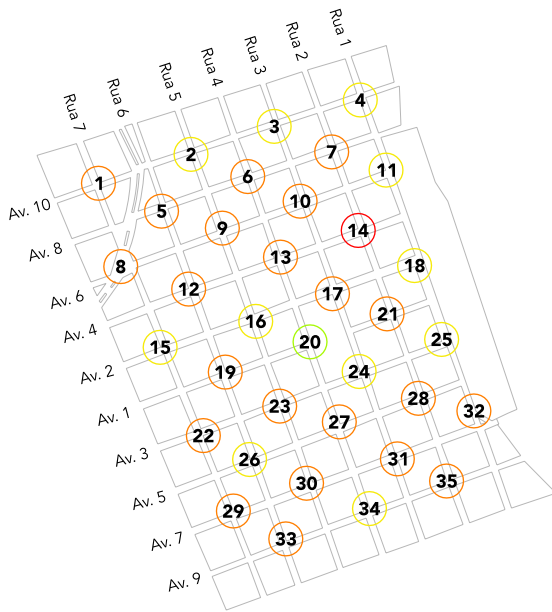 Rua 1
Rua 2
Rua 3
Rua 4
Rua 5
Rua 6
Rua 7
4
3
7
2
11
6
1
10
Av. 10
5
9
14
Av. 8
13
8
18
12
17
Av. 6
21
16
Av. 4
25
20
15
24
19
Av. 2
28
23
32
Av. 1
27
22
Av. 3
26
31
35
30
Av. 5
34
29
33
Av. 7
Av. 9